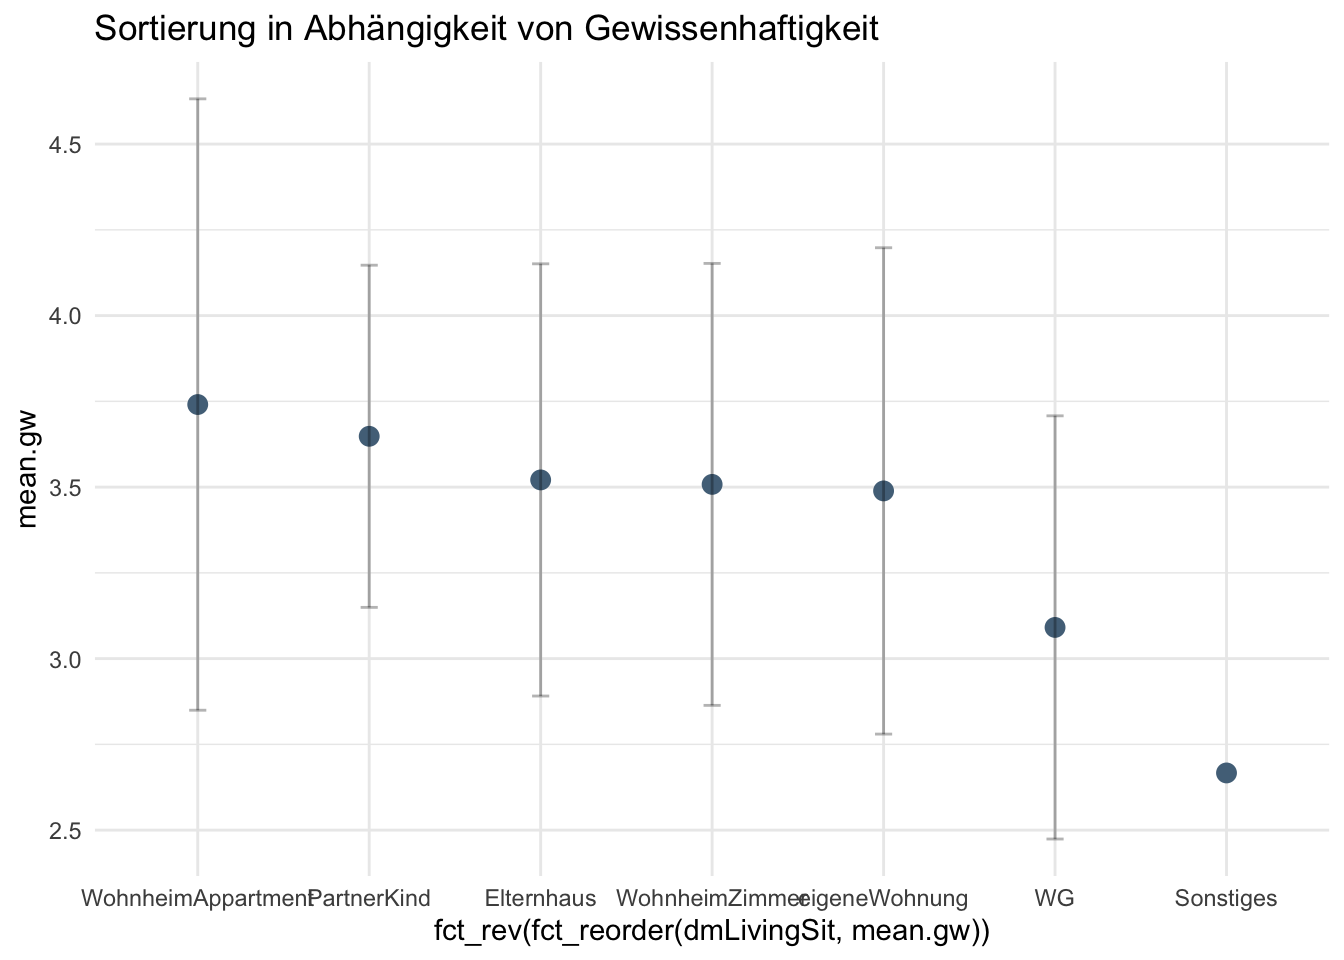 Sortierung in Abhängigkeit von Gewissenhaftigkeit
mean.gw
4.5
4.0
3.5
3.0
2.5
WohnheimAppartment PartnerKind Elternhaus WohnheimZimmer eigeneWohnung WG Sonstiges
fct_rev(fct_reorder(dmLivingSit, mean.gw))